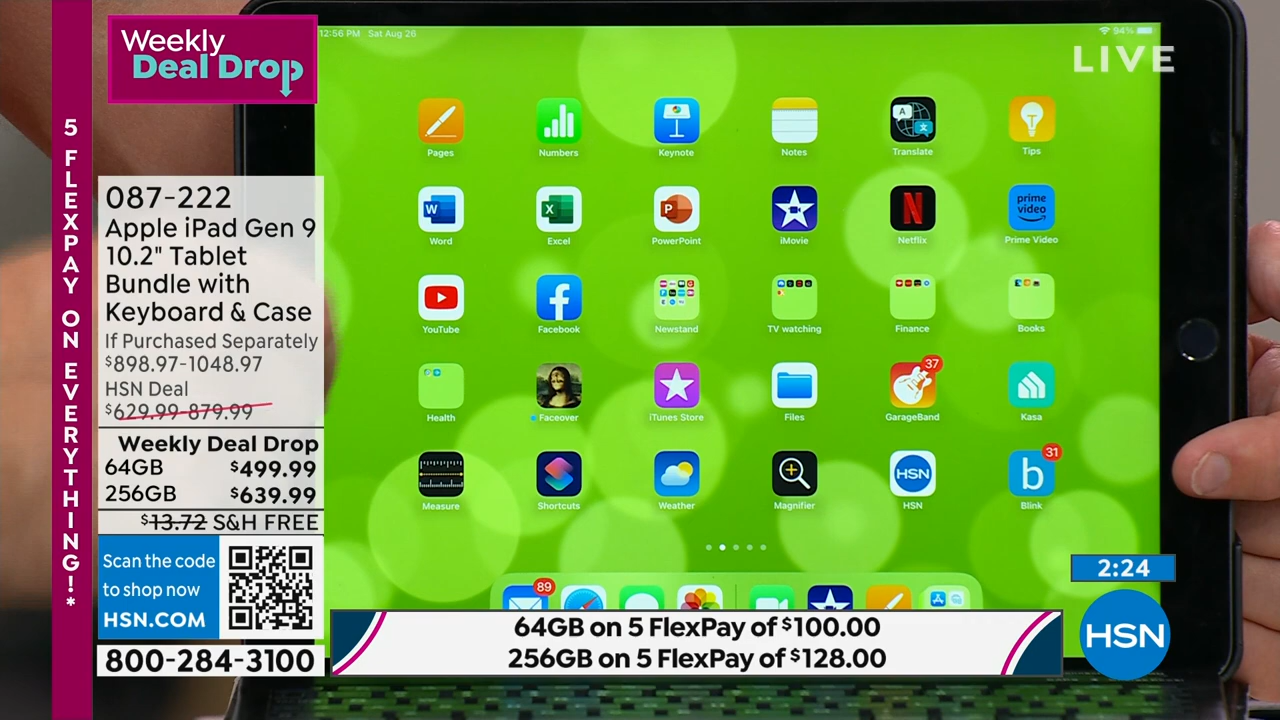 Weekly
Deal Drop
5 FLEXPAY ON EVERYTHING!*
087-222
Apple iPad Gen 9
10.2" Tablet
Bundle with
Keyboard & Case
If Purchased Separately
$898.97-1048.97
HSN Deal
$629.99-879.99
Weekly Deal Drop
64GB $499.99
256GB $639.99
$13.72 S&H FREE
Scan the code
to shop now
HSN.COM
800-284-3100
12:56 PM Sat Aug 26
94%
LIVE
Pages Numbers Keynote Notes Translate Tips
W X P N prime video
Word Excel PowerPoint iMovie Netflix Prime Video
YouTube Facebook Newstand TV watching Finance Books
37
Health Faceover iTunes Store Files GarageBand Kasa
HSN b 31
Measure Shortcuts Weather Magnifier HSN Blink
89
2:24
64GB on 5 FlexPay of $100.00
256GB on 5 FlexPay of $128.00
HSN